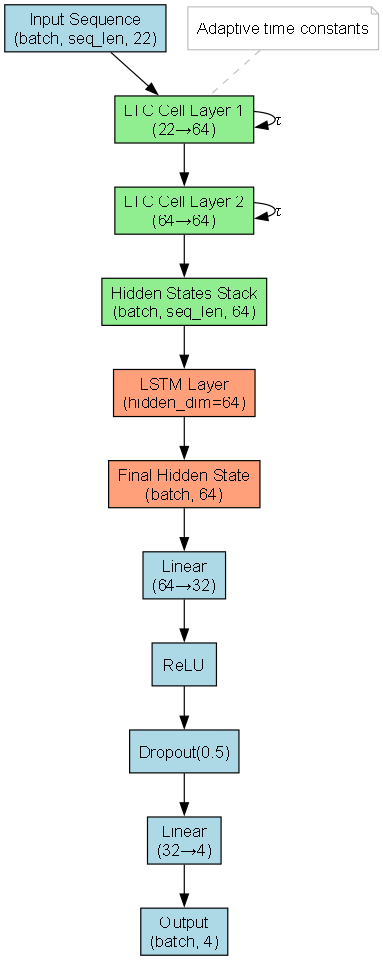 Input Sequence
(batch, seq_len, 22)
Adaptive time constants
LTC Cell Layer 1
(22→64)
τ
LTC Cell Layer 2
(64→64)
τ
Hidden States Stack
(batch, seq_len, 64)
LSTM Layer
(hidden_dim=64)
Final Hidden State
(batch, 64)
Linear
(64→32)
ReLU
Dropout(0.5)
Linear
(32→4)
Output
(batch, 4)